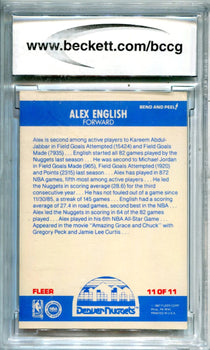 www.beckett.com/bccg
BEND AND PEEL
ALEX ENGLISH
FORWARD
Alex is second among active players to Kareem Abdul-
Jabbar in Field Goals Attempted (15424) and Field
Goals Made (7935) . . . English started all 82 games played by the
Nuggets last season . . . He was second to Michael Jordan
in Field Goals Made (965), Field Goals Attempted (1920)
and Points (2315) last season . . . Alex has played in 872
NBA games, fifth most among active players . . . He led
the Nuggets in scoring average (28.6) for the third
consecutive year . . . He has not fouled out of a game since
11/30/85, a streak of 145 games . . . English had a
scoring average of 27.4 in road games, second best in the NBA.
Alex led the Nuggets in scoring in 64 of the 82 games
played . . . Alex played in his 6th NBA All-Star Game . . .
Appeared in the movie "Amazing Grace and Chuck" with
Gregory Peck and Jamie Lee Curtis . . .
FLEER
11 OF 11
DENVER NUGGETS